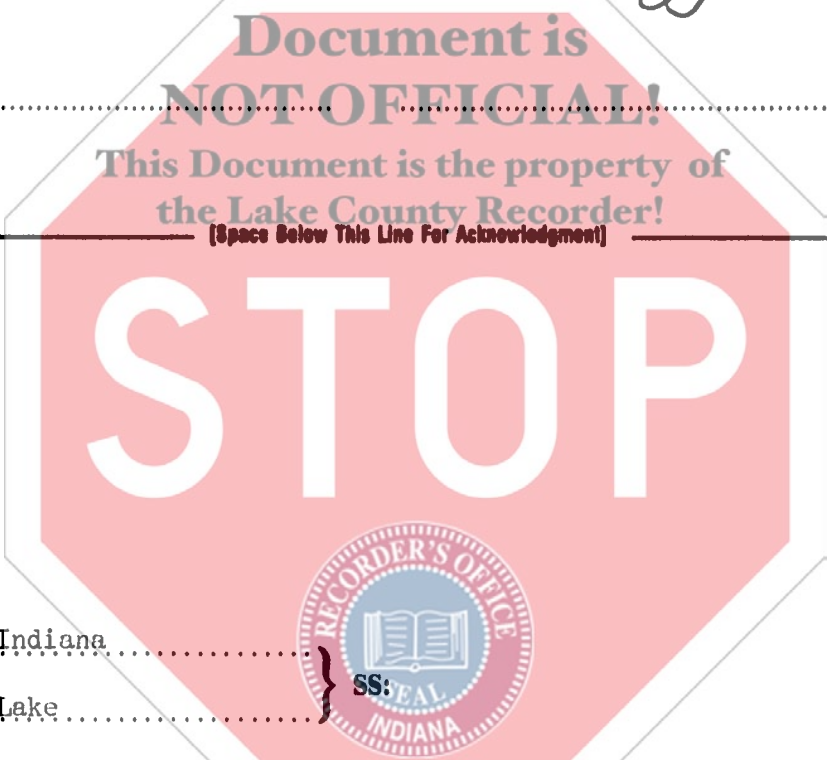 Document is
NOT OFFICIAL!
This Document is the property of
the Lake County Recorder!
[Space Below This Line For Acknowledgment]
STOP
RECORDER'S OFFICE
Indiana
SS:
SEAL
Lake
INDIANA